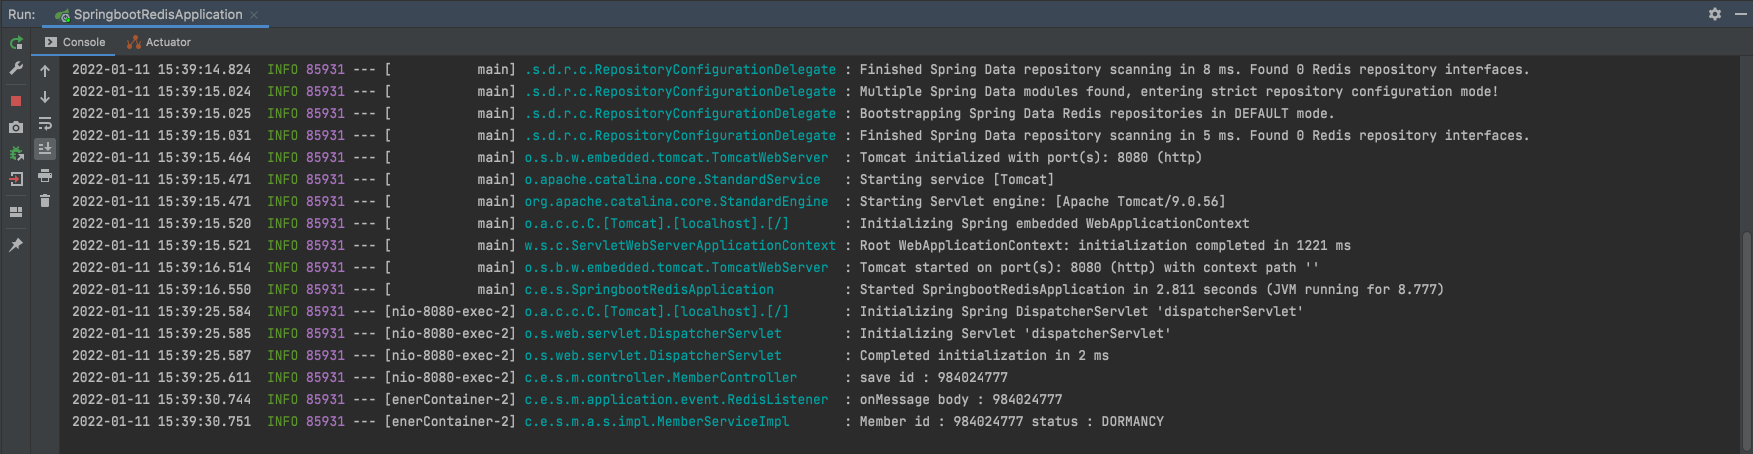 Run: SpringbootRedisApplication
Console Actuator
2022-01-11 15:39:14.824  INFO 85931 --- [           main] .s.d.r.c.RepositoryConfigurationDelegate : Finished Spring Data repository scanning in 8 ms. Found 0 Redis repository interfaces.
2022-01-11 15:39:15.024  INFO 85931 --- [           main] .s.d.r.c.RepositoryConfigurationDelegate : Multiple Spring Data modules found, entering strict repository configuration mode!
2022-01-11 15:39:15.025  INFO 85931 --- [           main] .s.d.r.c.RepositoryConfigurationDelegate : Bootstrapping Spring Data Redis repositories in DEFAULT mode.
2022-01-11 15:39:15.031  INFO 85931 --- [           main] .s.d.r.c.RepositoryConfigurationDelegate : Finished Spring Data repository scanning in 5 ms. Found 0 Redis repository interfaces.
2022-01-11 15:39:15.464  INFO 85931 --- [           main] o.s.b.w.embedded.tomcat.TomcatWebServer  : Tomcat initialized with port(s): 8080 (http)
2022-01-11 15:39:15.471  INFO 85931 --- [           main] o.apache.catalina.core.StandardService   : Starting service [Tomcat]
2022-01-11 15:39:15.471  INFO 85931 --- [           main] org.apache.catalina.core.StandardEngine  : Starting Servlet engine: [Apache Tomcat/9.0.56]
2022-01-11 15:39:15.520  INFO 85931 --- [           main] o.a.c.c.C.[Tomcat].[localhost].[/]       : Initializing Spring embedded WebApplicationContext
2022-01-11 15:39:15.521  INFO 85931 --- [           main] w.s.c.ServletWebServerApplicationContext : Root WebApplicationContext: initialization completed in 1221 ms
2022-01-11 15:39:16.514  INFO 85931 --- [           main] o.s.b.w.embedded.tomcat.TomcatWebServer  : Tomcat started on port(s): 8080 (http) with context path ''
2022-01-11 15:39:16.550  INFO 85931 --- [           main] c.e.s.SpringbootRedisApplication         : Started SpringbootRedisApplication in 2.811 seconds (JVM running for 8.777)
2022-01-11 15:39:25.584  INFO 85931 --- [nio-8080-exec-2] o.a.c.c.C.[Tomcat].[localhost].[/]       : Initializing Spring DispatcherServlet 'dispatcherServlet'
2022-01-11 15:39:25.585  INFO 85931 --- [nio-8080-exec-2] o.s.web.servlet.DispatcherServlet        : Initializing Servlet 'dispatcherServlet'
2022-01-11 15:39:25.587  INFO 85931 --- [nio-8080-exec-2] o.s.web.servlet.DispatcherServlet        : Completed initialization in 2 ms
2022-01-11 15:39:25.611  INFO 85931 --- [nio-8080-exec-2] c.e.s.m.controller.MemberController      : save id : 984024777
2022-01-11 15:39:30.744  INFO 85931 --- [enerContainer-2] c.e.s.m.application.event.RedisListener  : onMessage body : 984024777
2022-01-11 15:39:30.751  INFO 85931 --- [enerContainer-2] c.e.s.m.a.s.impl.MemberServiceImpl       : Member id : 984024777 status : DORMANCY